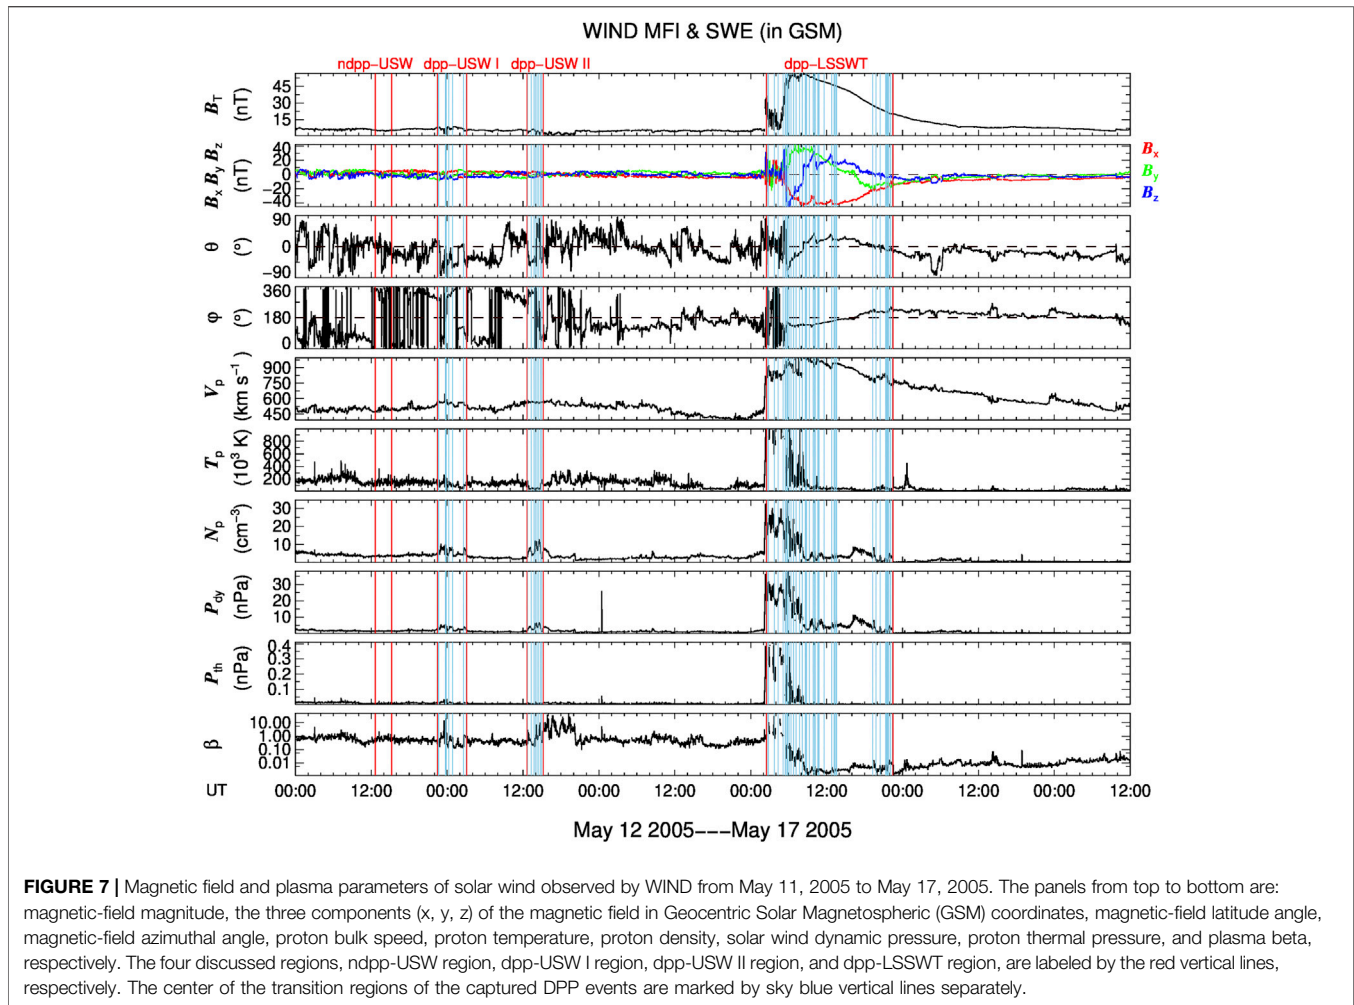 WIND MFI & SWE (in GSM)
ndpp-USW dpp-USW I dpp-USW II dpp-LSSWT
B_T (nT)
45
30
15
B_x B_y B_z (nT)
40
20
0
-20
-40
B_x
B_y
B_z
θ (°)
90
0
-90
φ (°)
360
180
0
V_p (km s⁻¹)
900
750
600
450
T_p (10³ K)
800
600
400
200
N_p (cm⁻³)
30
20
10
P_dy (nPa)
30
20
10
P_th (nPa)
0.4
0.3
0.2
0.1
β
10.00
1.00
0.10
0.01
UT 00:00 12:00 00:00 12:00 00:00 12:00 00:00 12:00 00:00 12:00 00:00 12:00
May 12 2005---May 17 2005
FIGURE 7 | Magnetic field and plasma parameters of solar wind observed by WIND from May 11, 2005 to May 17, 2005. The panels from top to bottom are:
magnetic-field magnitude, the three components (x, y, z) of the magnetic field in Geocentric Solar Magnetospheric (GSM) coordinates, magnetic-field latitude angle,
magnetic-field azimuthal angle, proton bulk speed, proton temperature, proton density, solar wind dynamic pressure, proton thermal pressure, and plasma beta,
respectively. The four discussed regions, ndpp-USW region, dpp-USW I region, dpp-USW II region, and dpp-LSSWT region, are labeled by the red vertical lines,
respectively. The center of the transition regions of the captured DPP events are marked by sky blue vertical lines separately.